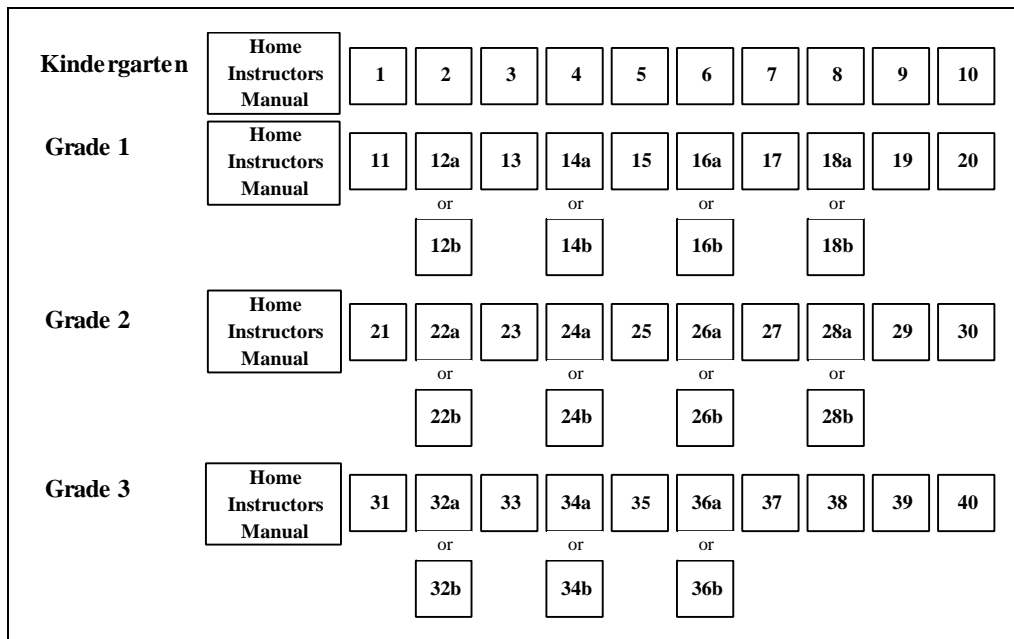 Kindergarten
Home
Instructors
Manual
1 2 3 4 5 6 7 8 9 10
Grade 1
Home
Instructors
Manual
11 12a 13 14a 15 16a 17 18a 19 20
or or or or
12b 14b 16b 18b
Grade 2
Home
Instructors
Manual
21 22a 23 24a 25 26a 27 28a 29 30
or or or or
22b 24b 26b 28b
Grade 3
Home
Instructors
Manual
31 32a 33 34a 35 36a 37 38 39 40
or or or
32b 34b 36b